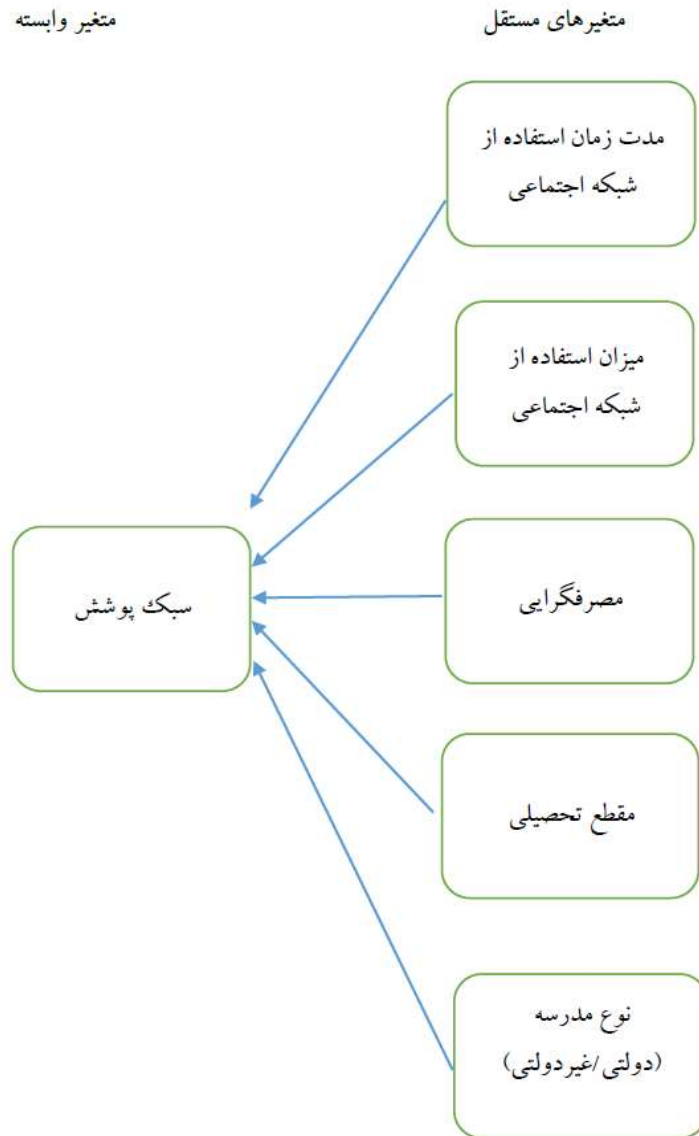 متغیرهای مستقل
متغیر وابسته
مدت زمان استفاده از
شبکه اجتماعی
میزان استفاده از
شبکه اجتماعی
مصرفگرایی
سبک پوشش
مقطع تحصیلی
نوع مدرسه
(دولتی/غیردولتی)